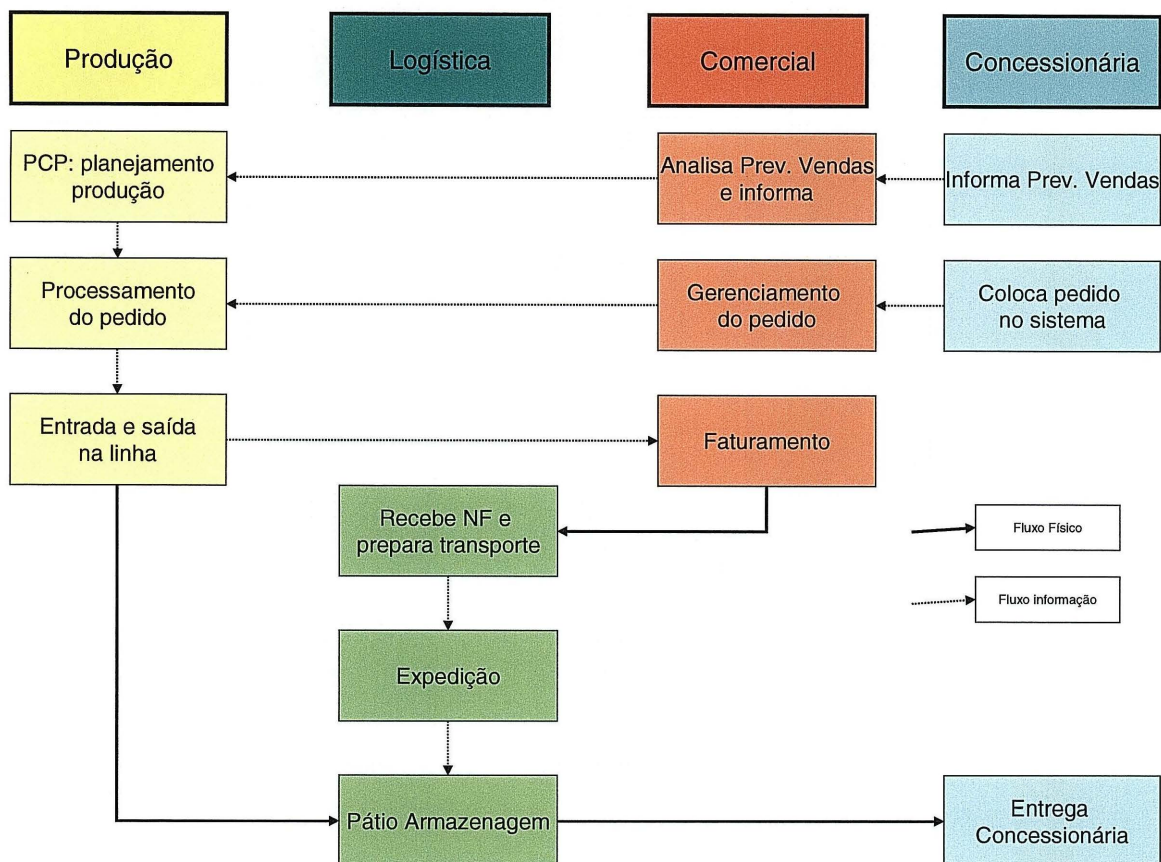 Produção
Logística
Comercial
Concessionária
PCP: planejamento
produção
Analisa Prev. Vendas
e informa
Informa Prev. Vendas
Processamento
do pedido
Gerenciamento
do pedido
Coloca pedido
no sistema
Entrada e saída
na linha
Faturamento
Recebe NF e
prepara transporte
Fluxo Físico
Fluxo informação
Expedição
Pátio Armazenagem
Entrega
Concessionária